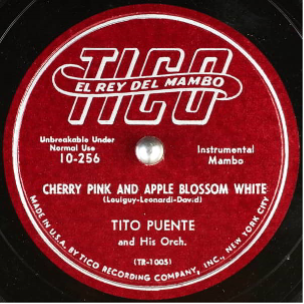 TICO
EL REY DEL MAMBO
Unbreakable Under
Normal Use
10-256
Instrumental
Mambo
CHERRY PINK AND APPLE BLOSSOM WHITE
(Louiguy-Leonardi-David)
TITO PUENTE
and His Orch.
(TR-1005)
MADE IN U.S.A. BY TICO RECORDING COMPANY, INC., NEW YORK CITY